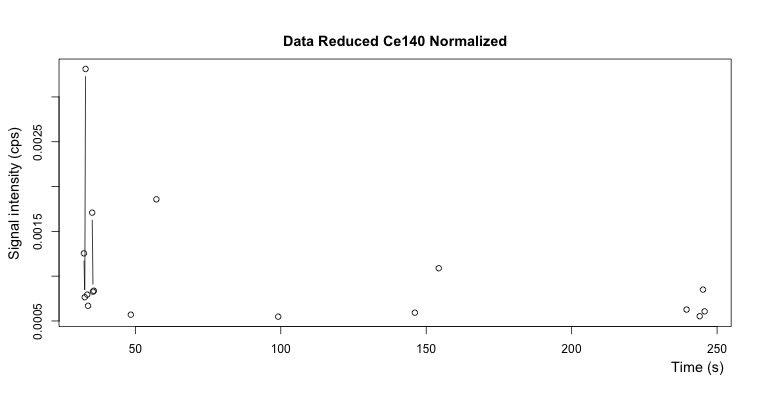 Data Reduced Ce140 Normalized
Signal intensity (cps)
0.0025
0.0015
0.0005
50 100 150 200 250
Time (s)